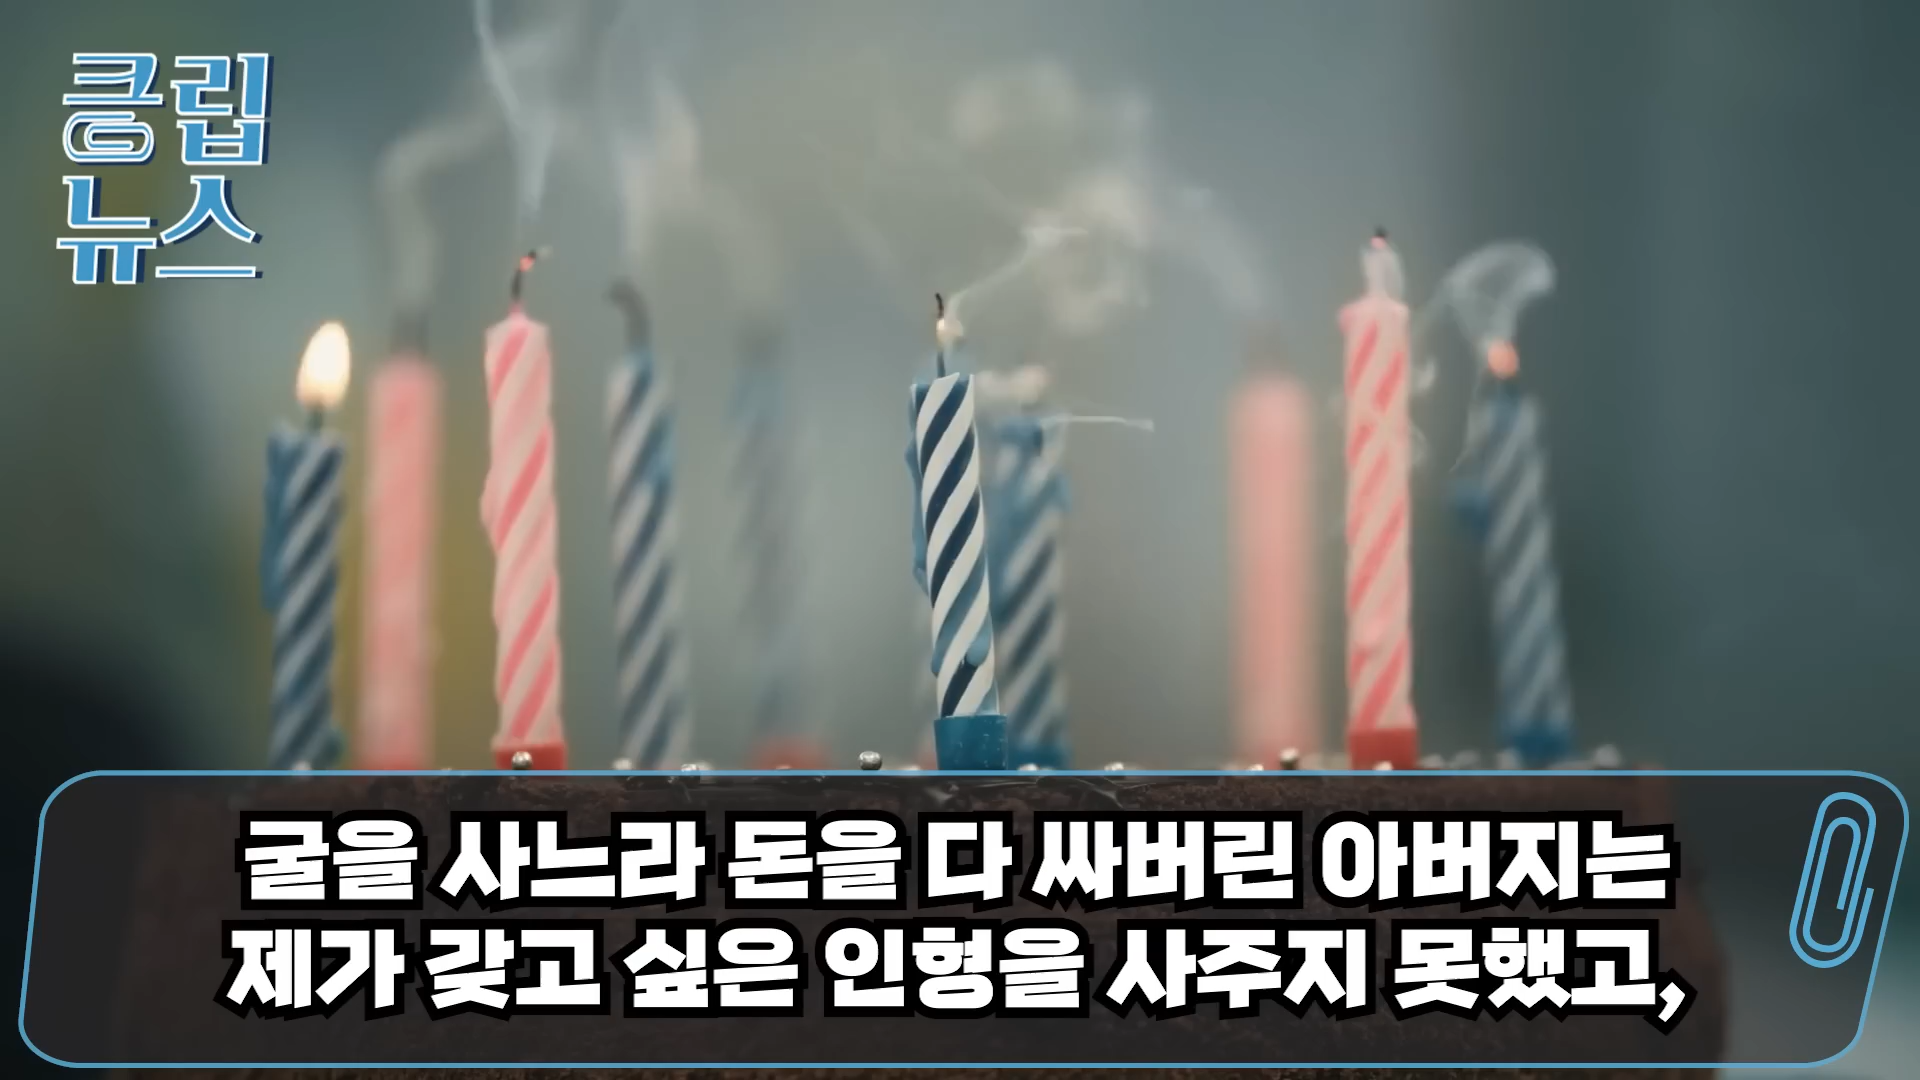 클립
뉴스
굴을 사느라 돈을 다 싸버린 아버지는
제가 갖고 싶은 인형을 사주지 못했고,